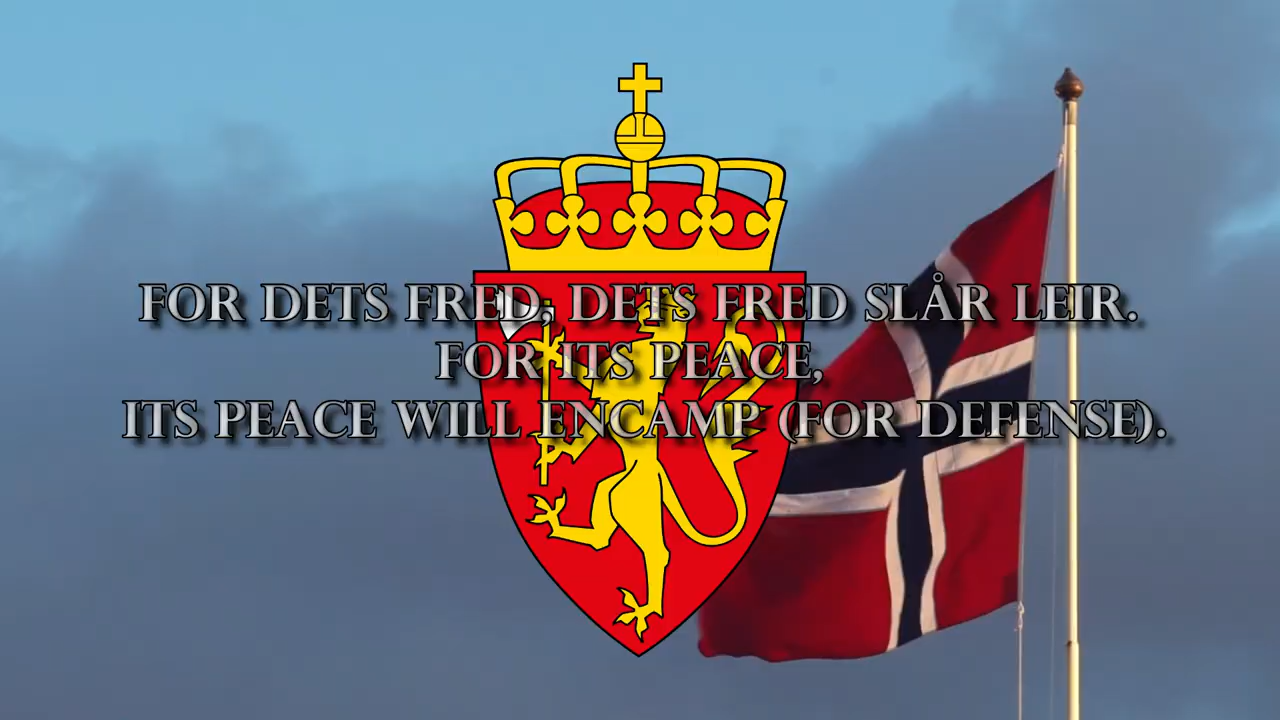 FOR DETS FRED, DETS FRED SLÅR LEIR.
FOR ITS PEACE,
ITS PEACE WILL ENCAMP (FOR DEFENSE).